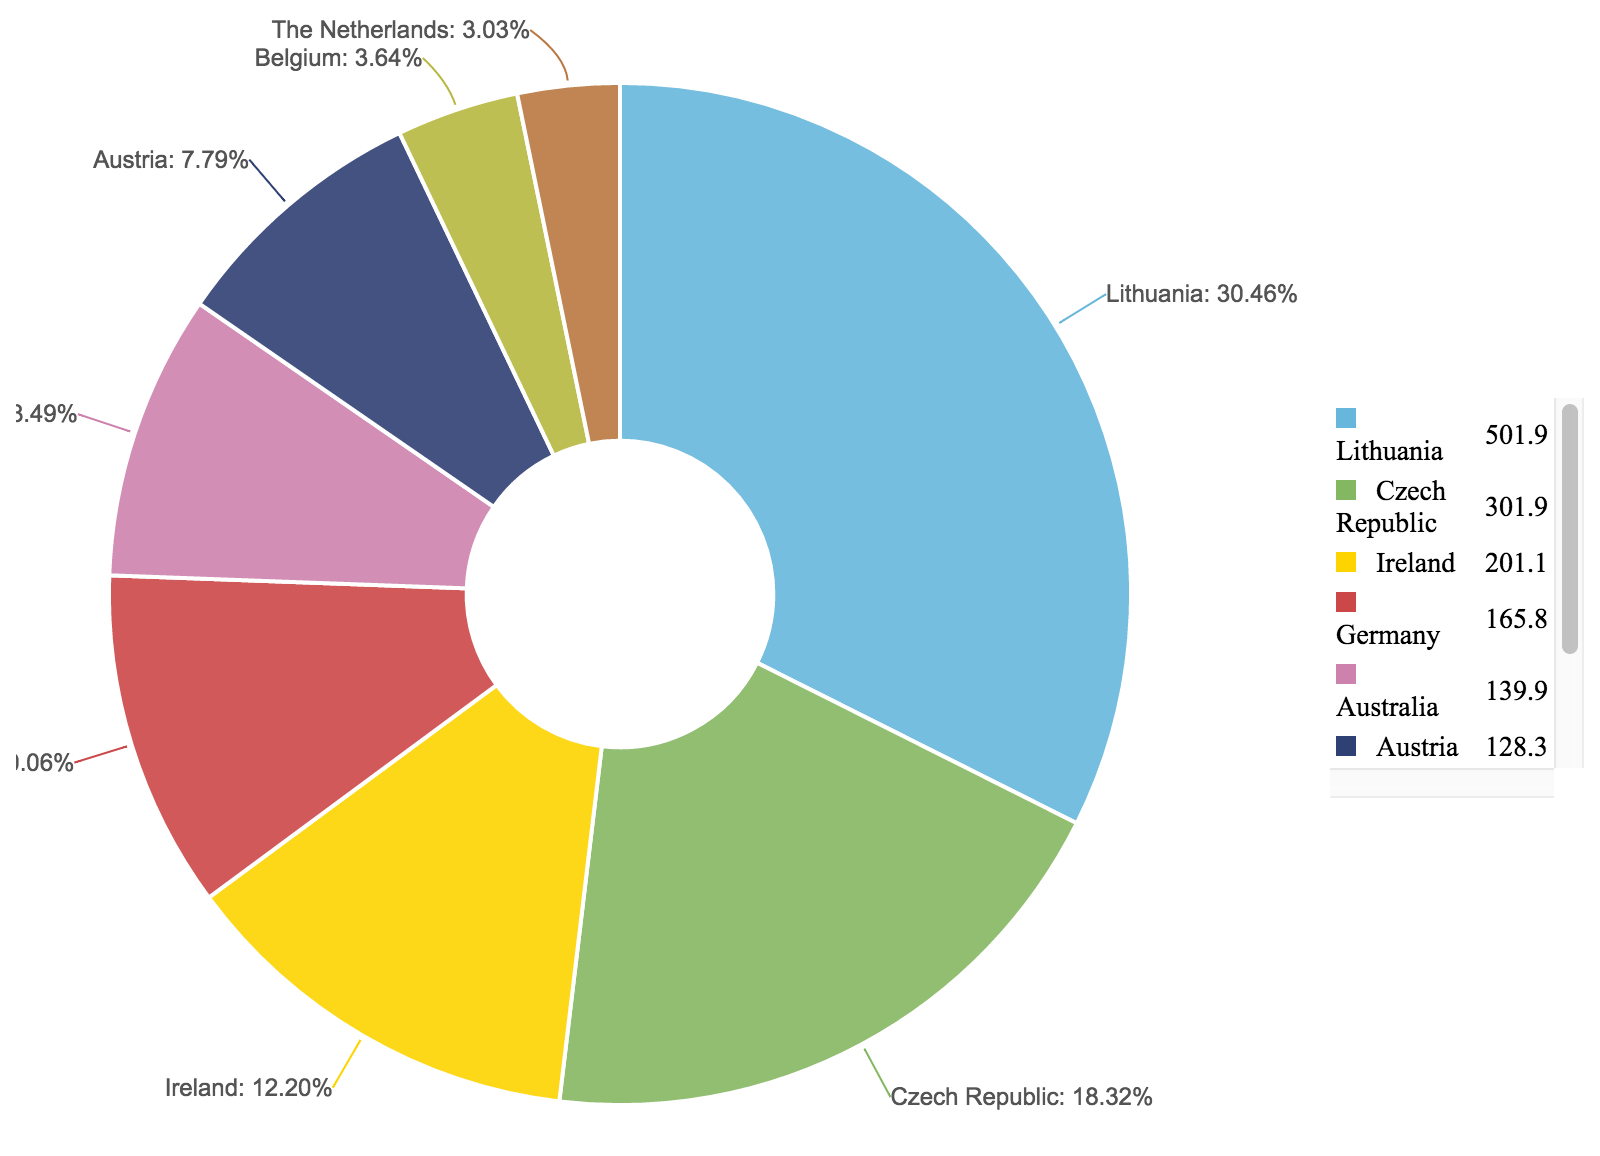 The Netherlands: 3.03%
Belgium: 3.64%
Austria: 7.79%
Lithuania: 30.46%
.49%
.06%
Ireland: 12.20%
Czech Republic: 18.32%
Lithuania 501.9
Czech
Republic 301.9
Ireland 201.1
Germany 165.8
Australia 139.9
Austria 128.3